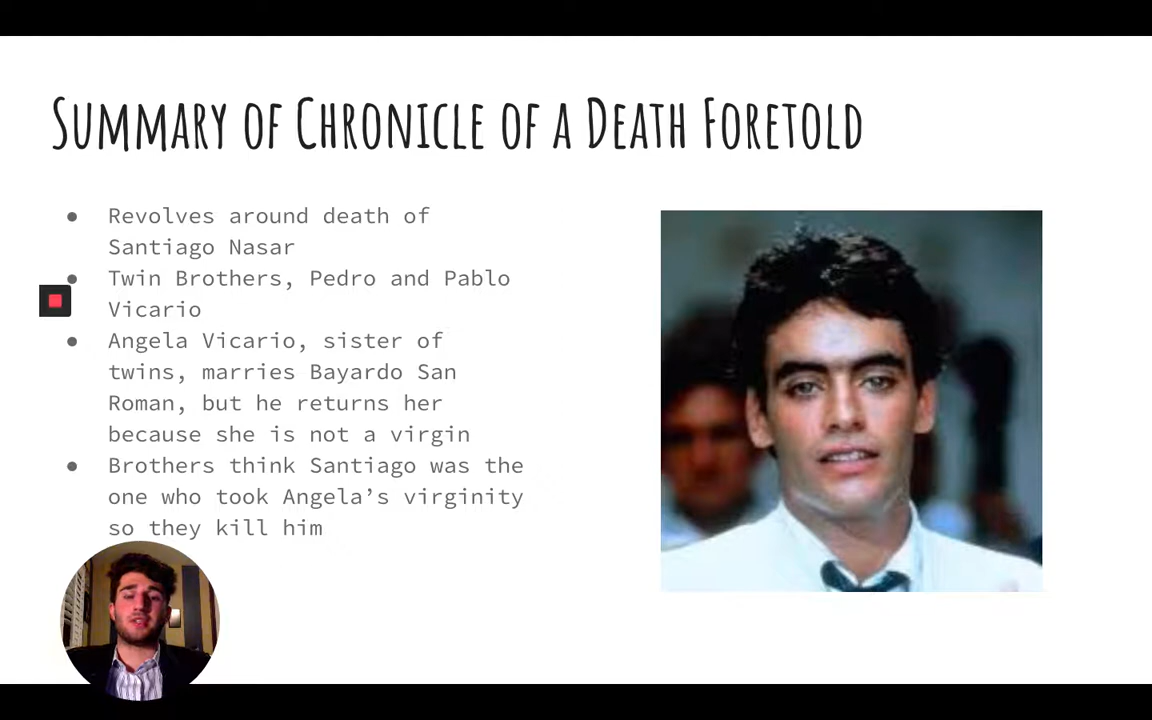 Summary of Chronicle of a Death Foretold
Revolves around death of
Santiago Nasar
Twin Brothers, Pedro and Pablo
Vicario
Angela Vicario, sister of
twins, marries Bayardo San
Roman, but he returns her
because she is not a virgin
Brothers think Santiago was the
one who took Angela’s virginity
so they kill him